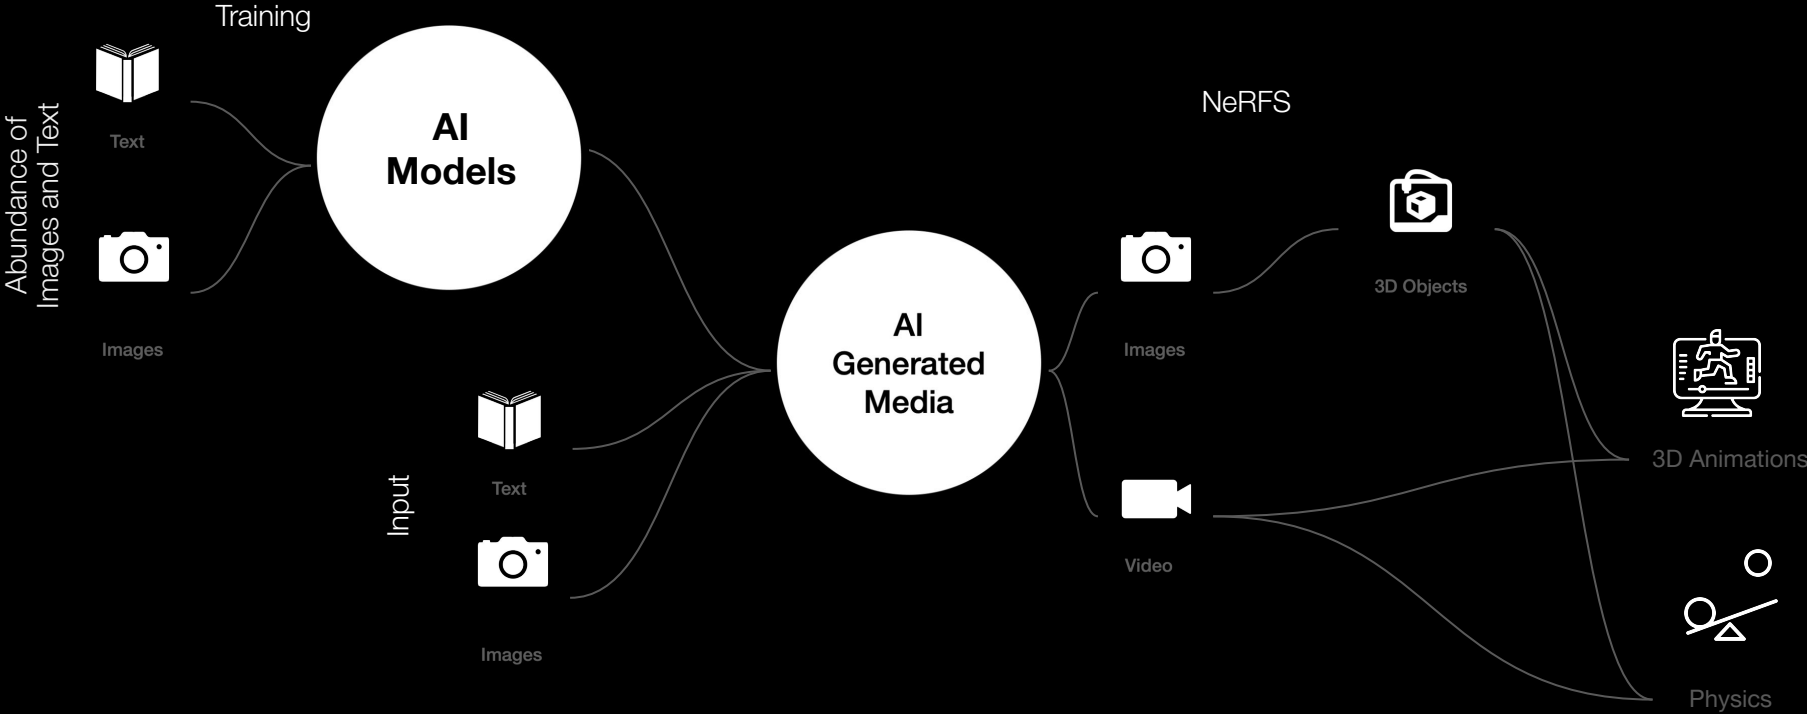 Training
Abundance of
Images and Text
Text
Images
AI
Models
Input
Text
Images
AI
Generated
Media
NeRFS
Images
Video
3D Objects
3D Animations
Physics